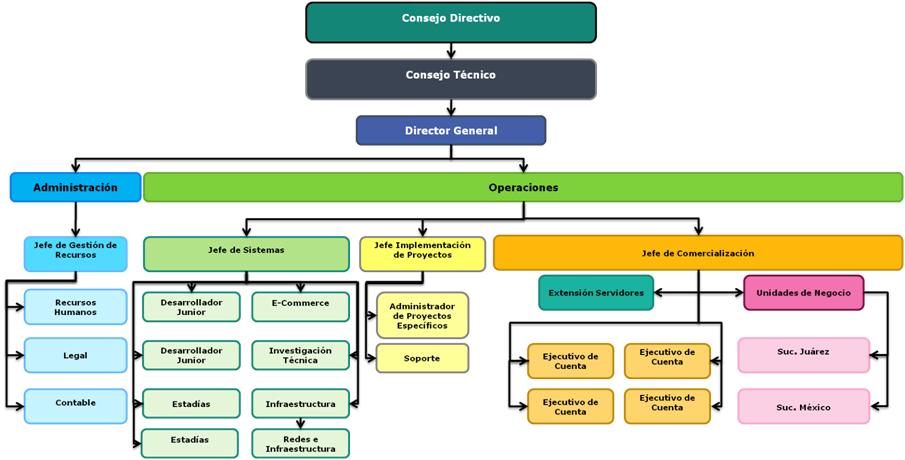 Consejo Directivo
Consejo Técnico
Director General
Administración
Operaciones
Jefe de Gestión de
Recursos
Jefe de Sistemas
Jefe Implementación
de Proyectos
Jefe de Comercialización
Recursos
Humanos
Legal
Contable
Desarrollador
Junior
E-Commerce
Desarrollador
Junior
Investigación
Técnica
Estadías
Infraestructura
Estadías
Redes e
Infraestructura
Administrador
de Proyectos
Específicos
Soporte
Extensión Servidores
Unidades de Negocio
Ejecutivo de
Cuenta
Ejecutivo de
Cuenta
Ejecutivo de
Cuenta
Ejecutivo de
Cuenta
Suc. Juárez
Suc. México